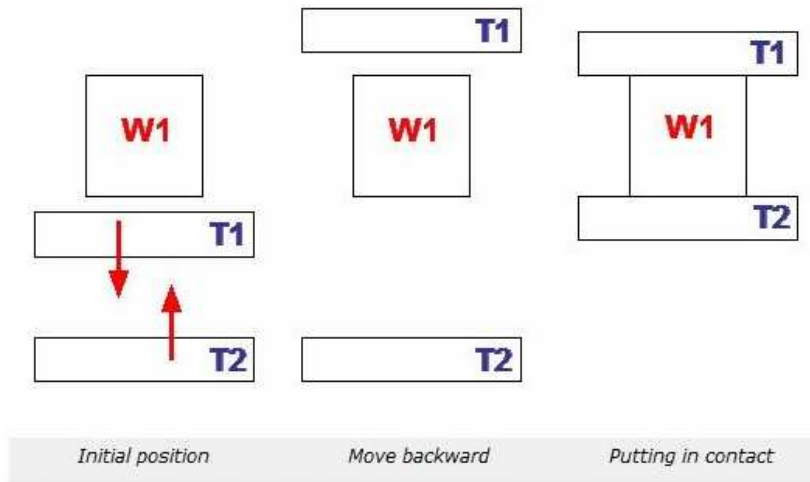 T1
T1
W1
W1
W1
T1
T2
T2
T2
Initial position
Move backward
Putting in contact